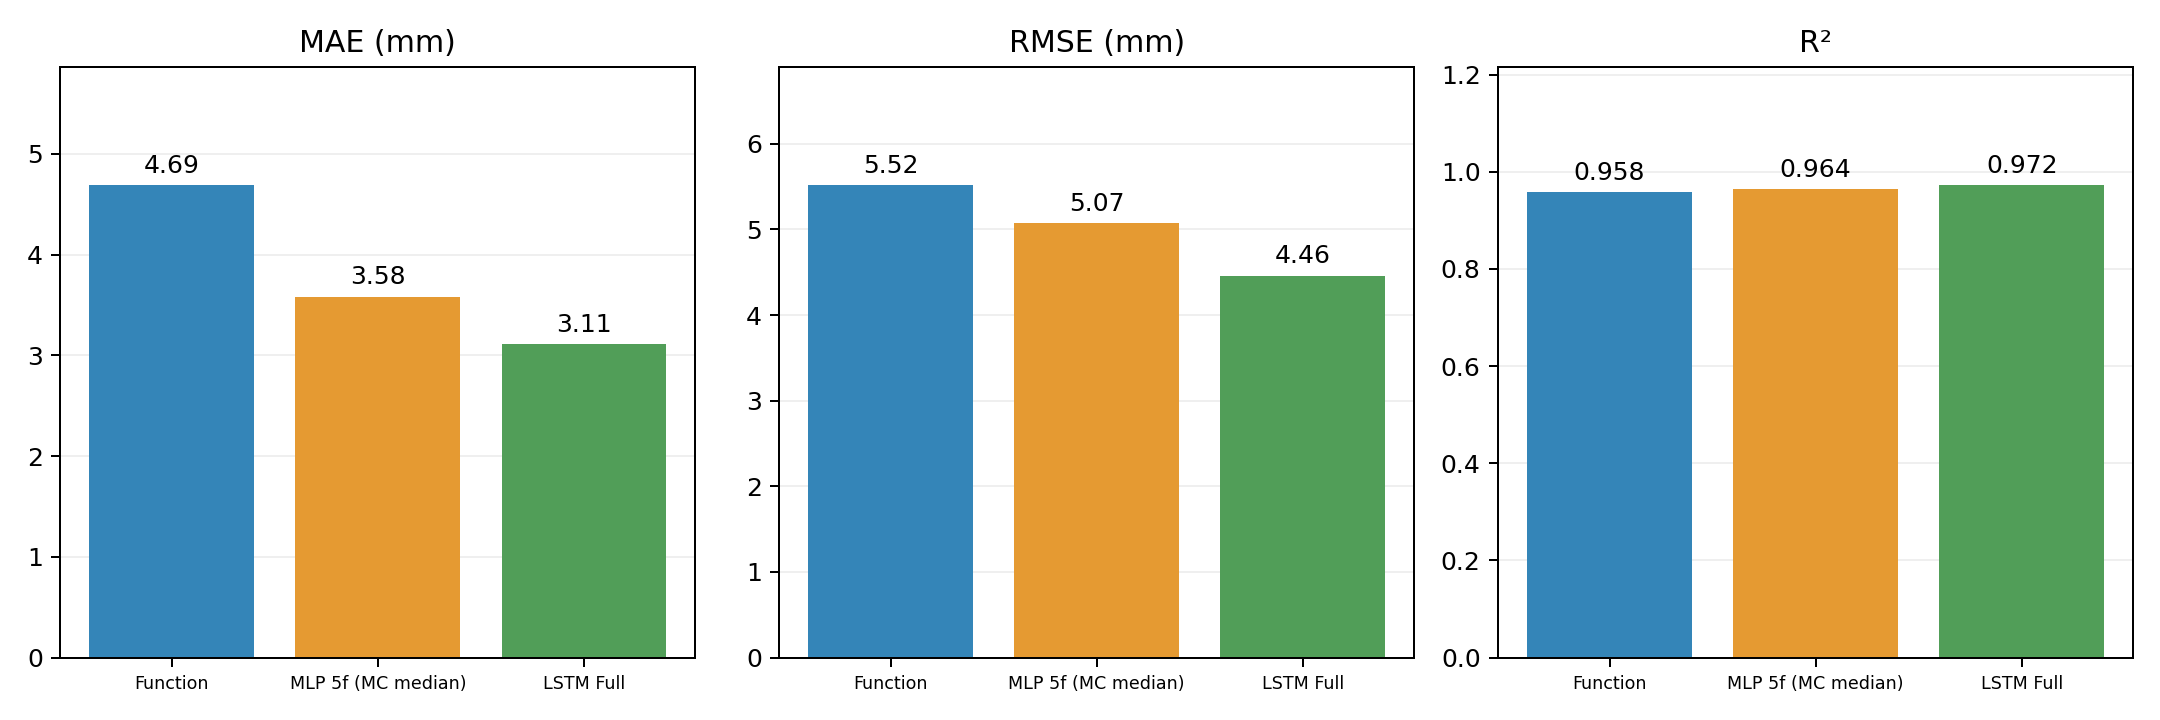 MAE (mm)
5
4
3
2
1
0
4.69
3.58
3.11
Function
MLP 5f (MC median)
LSTM Full
RMSE (mm)
6
5
4
3
2
1
0
5.52
5.07
4.46
Function
MLP 5f (MC median)
LSTM Full
R²
1.2
1.0
0.8
0.6
0.4
0.2
0.0
0.958
0.964
0.972
Function
MLP 5f (MC median)
LSTM Full